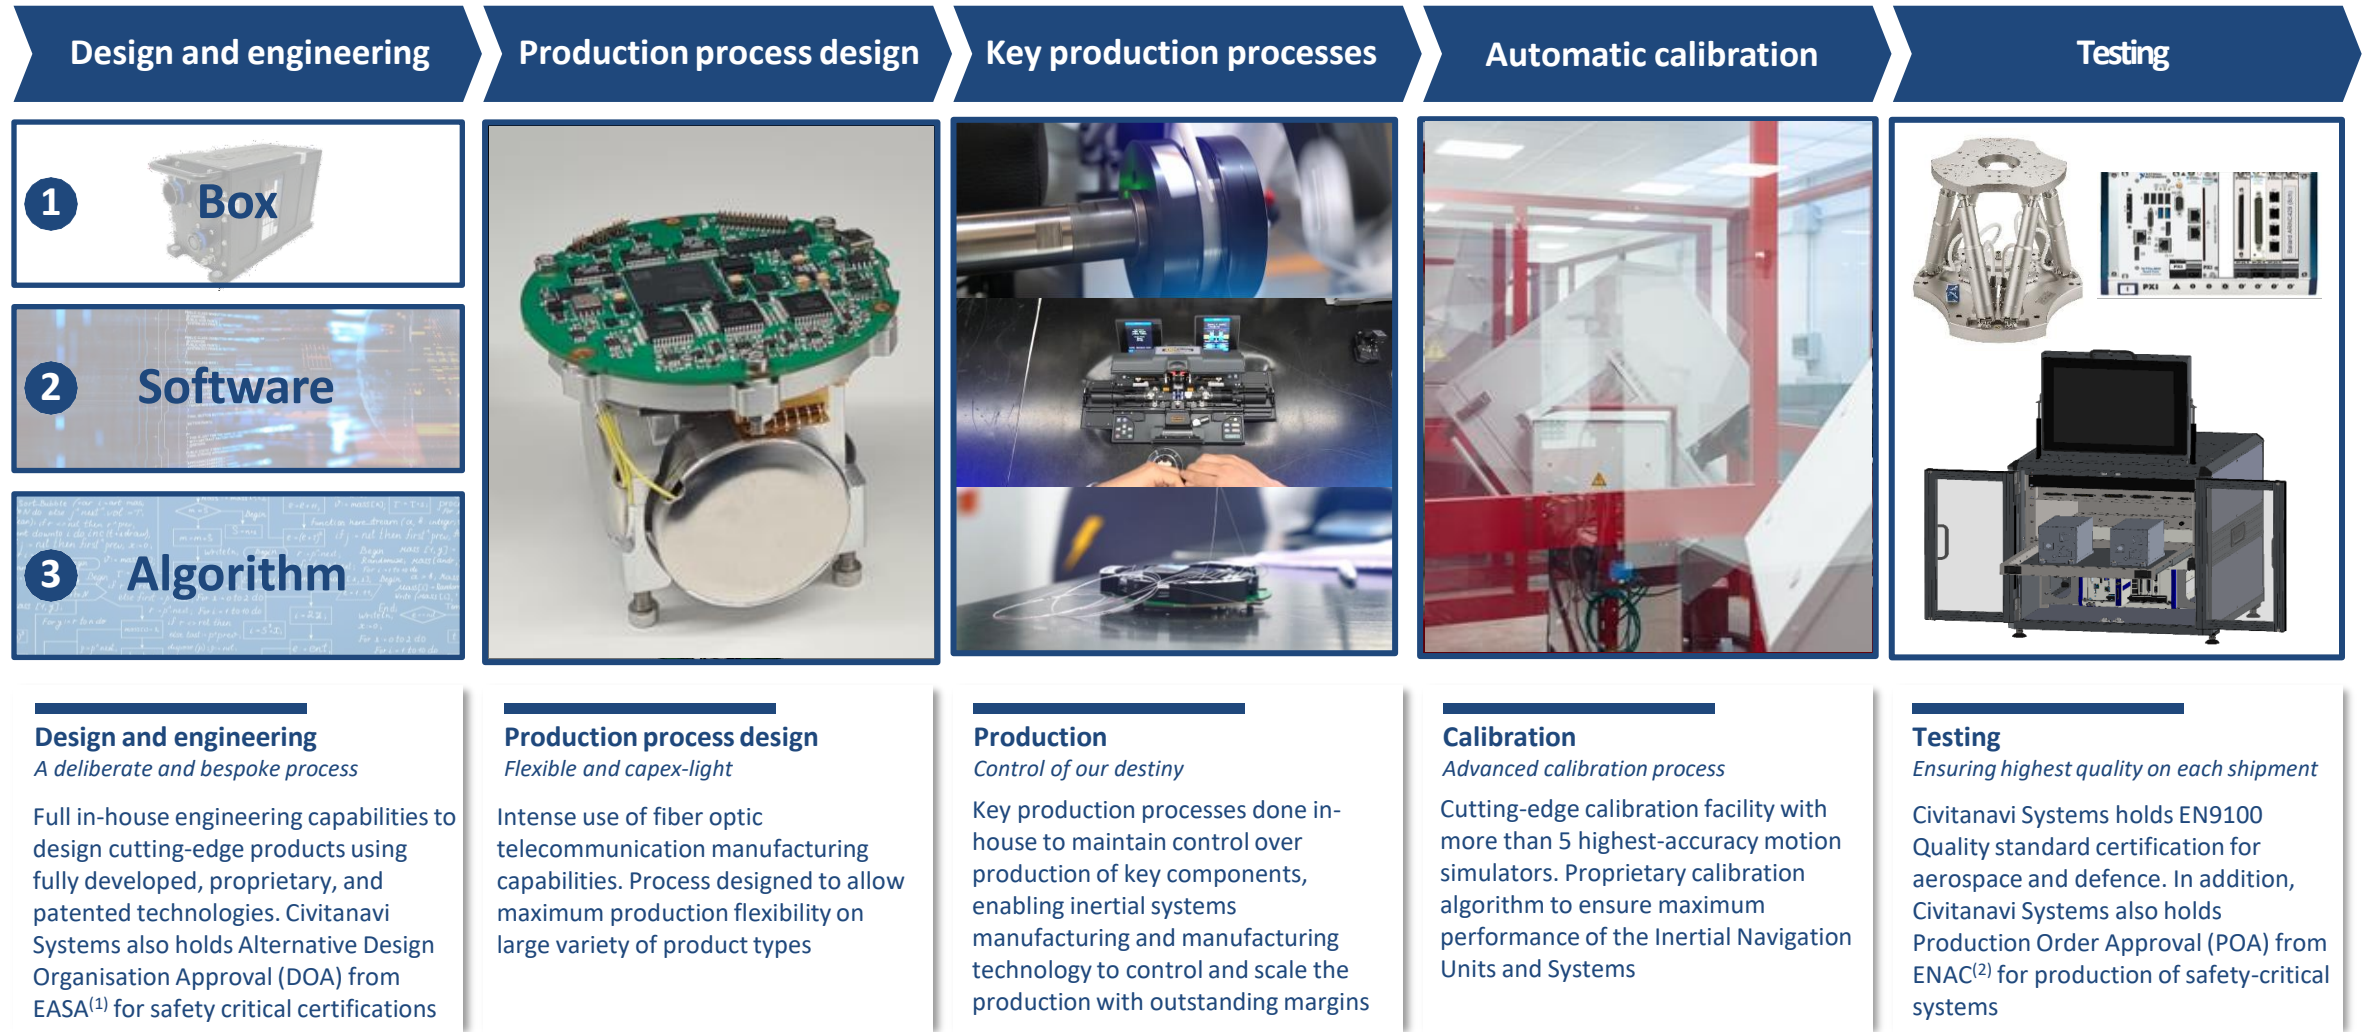 Design and engineering
Production process design
Key production processes
Automatic calibration
Testing
1
Box
2
Software
3
Algorithm
PXI
Design and engineering
A deliberate and bespoke process
Full in-house engineering capabilities to
design cutting-edge products using
fully developed, proprietary, and
patented technologies. Civitanavi
Systems also holds Alternative Design
Organisation Approval (DOA) from
EASA(1) for safety critical certifications
Production process design
Flexible and capex-light
Intense use of fiber optic
telecommunication manufacturing
capabilities. Process designed to allow
maximum production flexibility on
large variety of product types
Production
Control of our destiny
Key production processes done in-
house to maintain control over
production of key components,
enabling inertial systems
manufacturing and manufacturing
technology to control and scale the
production with outstanding margins
Calibration
Advanced calibration process
Cutting-edge calibration facility with
more than 5 highest-accuracy motion
simulators. Proprietary calibration
algorithm to ensure maximum
performance of the Inertial Navigation
Units and Systems
Testing
Ensuring highest quality on each shipment
Civitanavi Systems holds EN9100
Quality standard certification for
aerospace and defence. In addition,
Civitanavi Systems also holds
Production Order Approval (POA) from
ENAC(2) for production of safety-critical
systems